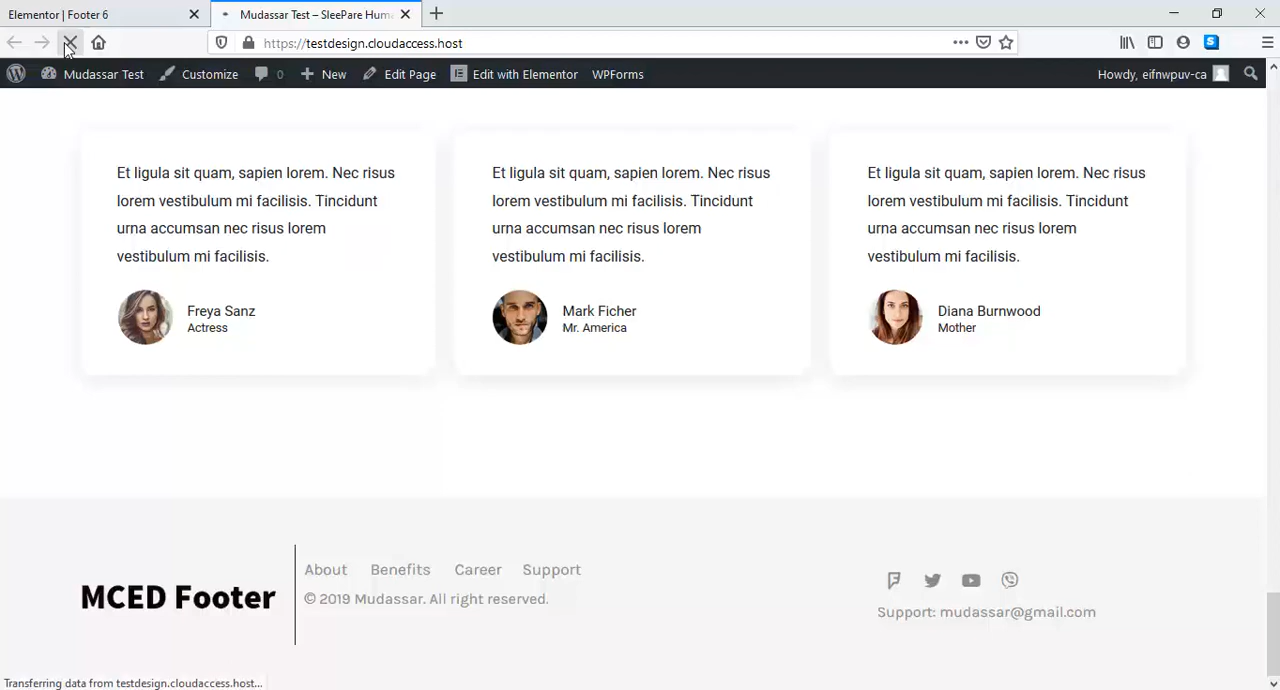 Elementor | Footer 6
Mudassar Test – SleePare Huma
https://testdesign.cloudaccess.host
Mudassar Test Customize 0 New Edit Page Edit with Elementor WPForms Howdy, eifnwpuv-ca
Et ligula sit quam, sapien lorem. Nec risus
lorem vestibulum mi facilisis. Tincidunt
urna accumsan nec risus lorem
vestibulum mi facilisis.
Freya Sanz
Actress
Et ligula sit quam, sapien lorem. Nec risus
lorem vestibulum mi facilisis. Tincidunt
urna accumsan nec risus lorem
vestibulum mi facilisis.
Mark Ficher
Mr. America
Et ligula sit quam, sapien lorem. Nec risus
lorem vestibulum mi facilisis. Tincidunt
urna accumsan nec risus lorem
vestibulum mi facilisis.
Diana Burnwood
Mother
MCED Footer
About Benefits Career Support
© 2019 Mudassar. All right reserved.
Support: mudassar@gmail.com
Transferring data from testdesign.cloudaccess.host...